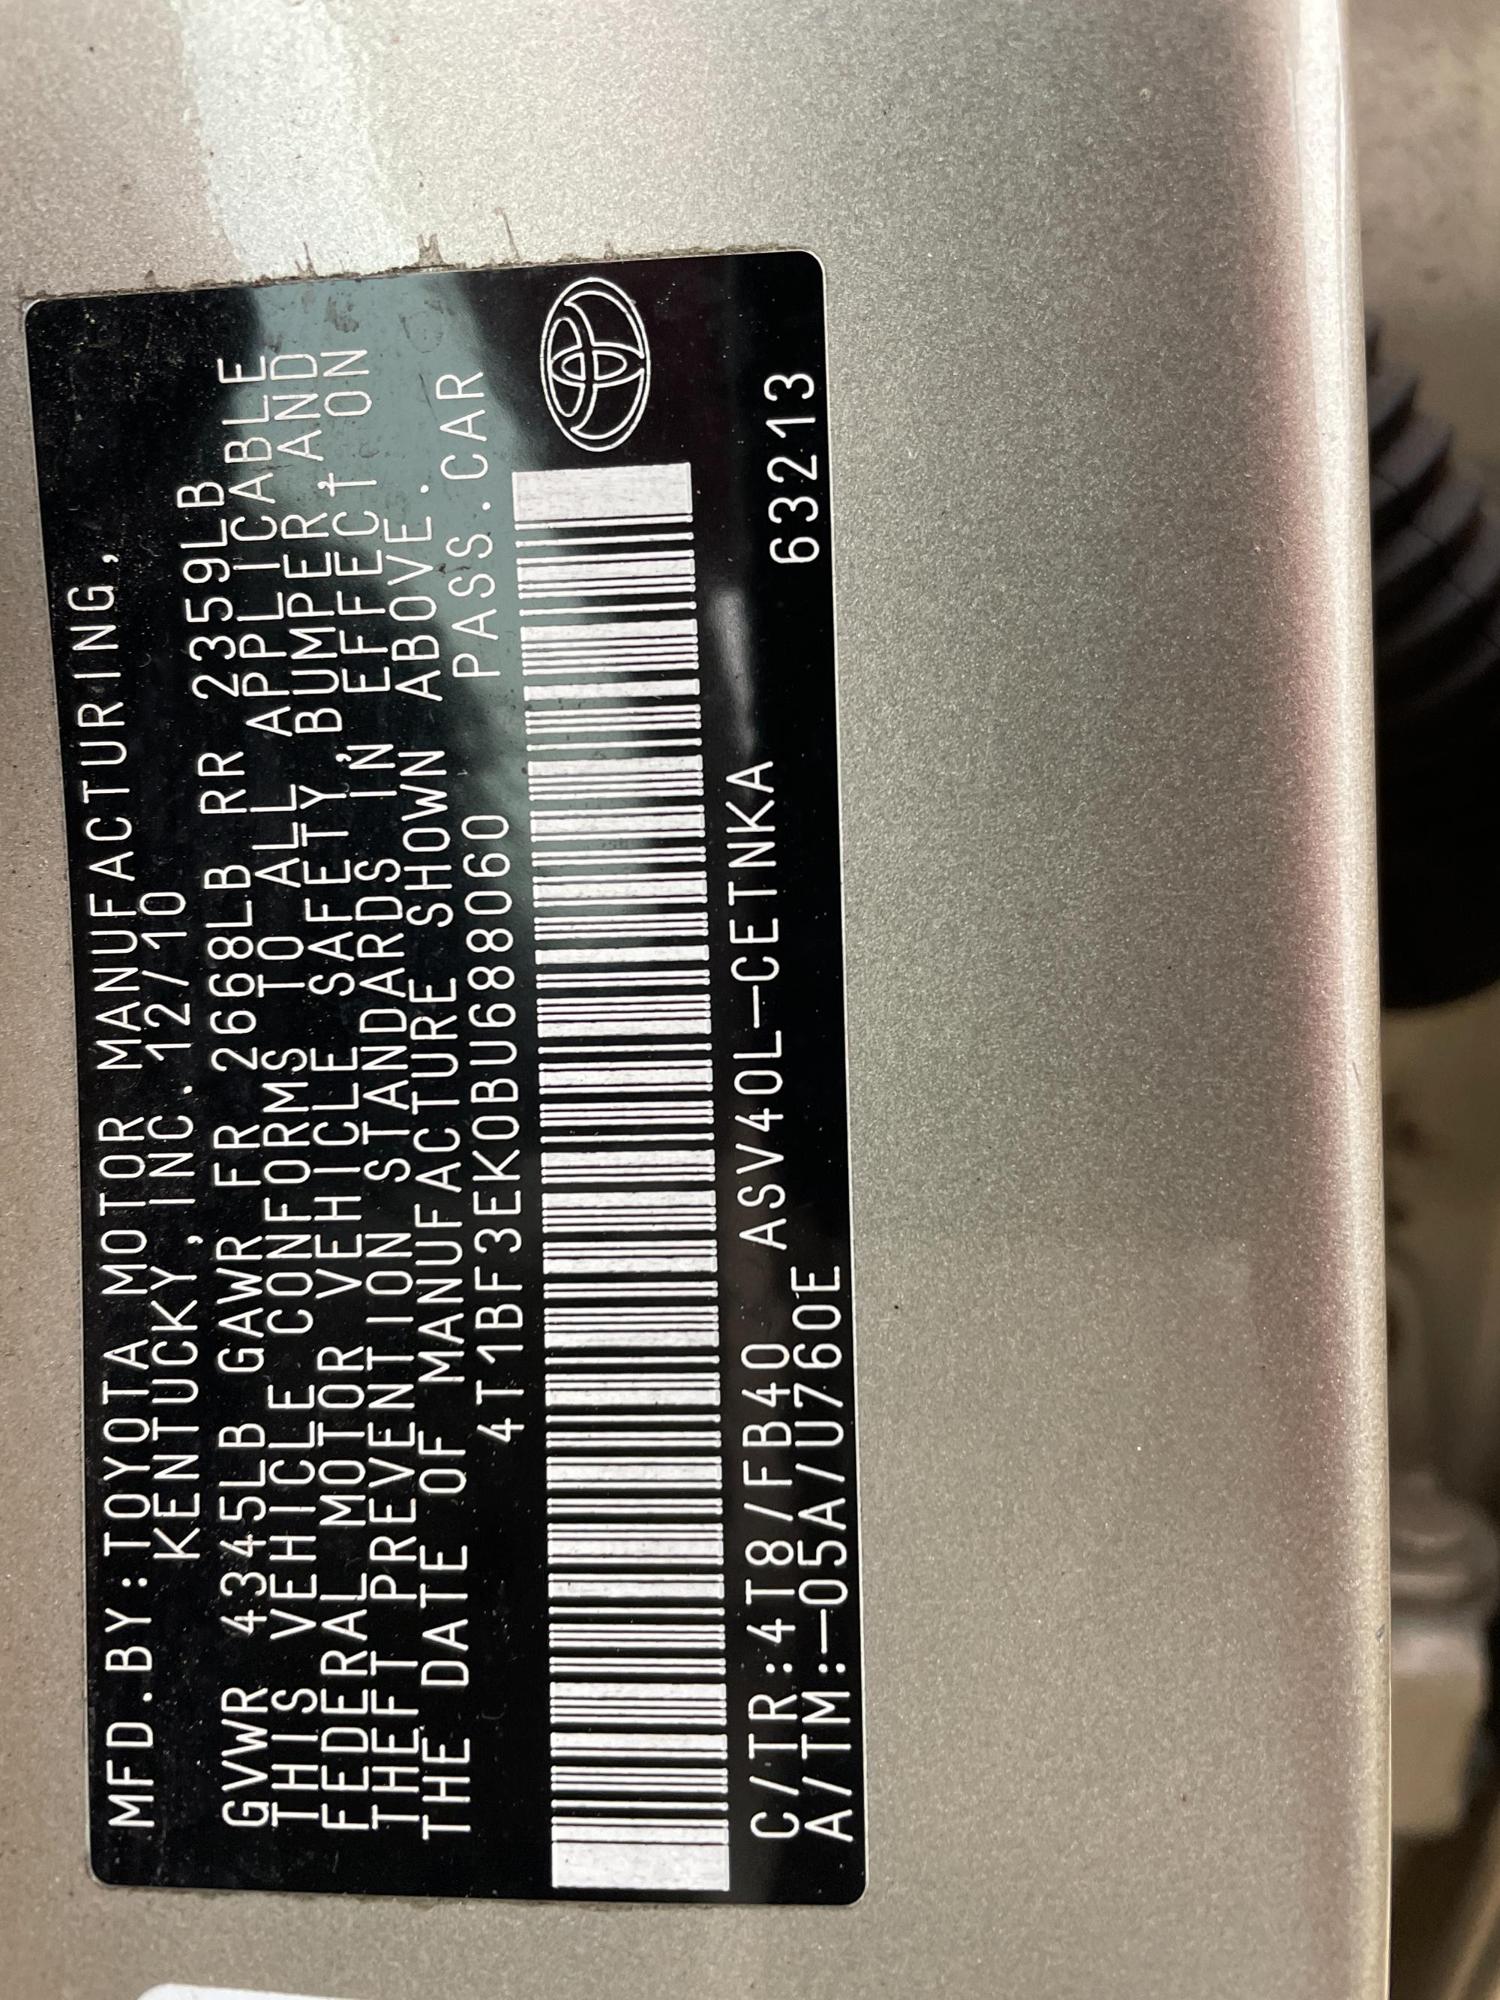 MFD.BY:TOYOTA MOTOR MANUFACTURING,
KENTUCKY,INC.12/10
GVWR 4345LB GAWR FR 2668LB RR 2359LB
THIS VEHICLE CONFORMS TO ALL APPLICABLE
FEDERAL MOTOR VEHICLE SAFETY,BUMPER,AND
THEFT PREVENTION STANDARDS IN EFFECT ON
THE DATE OF MANUFACTURE SHOWN ABOVE.
4T1BF3EK0BU688060 PASS.CAR
C/TR:4T8/FB40 ASV40L-CETNKA
A/TM:-05A/U760E 63213